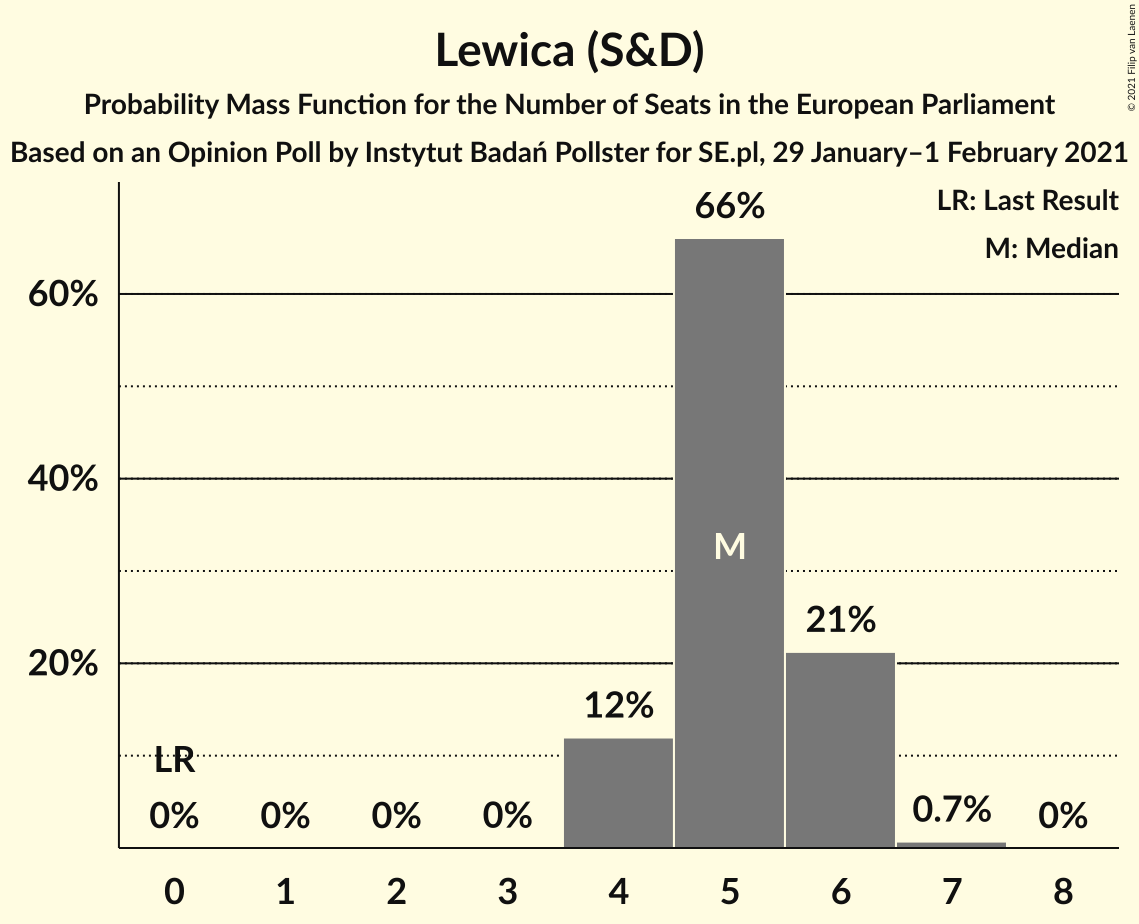 Lewica (S&D)
Probability Mass Function for the Number of Seats in the European Parliament
Based on an Opinion Poll by Instytut Badań Pollster for SE.pl, 29 January–1 February 2021
© 2021 Filip van Laenen
LR: Last Result
M: Median
66%
60%
40%
M
21%
20%
12%
LR
0%
0%
0%
0%
0.7%
0%
0
1
2
3
4
5
6
7
8